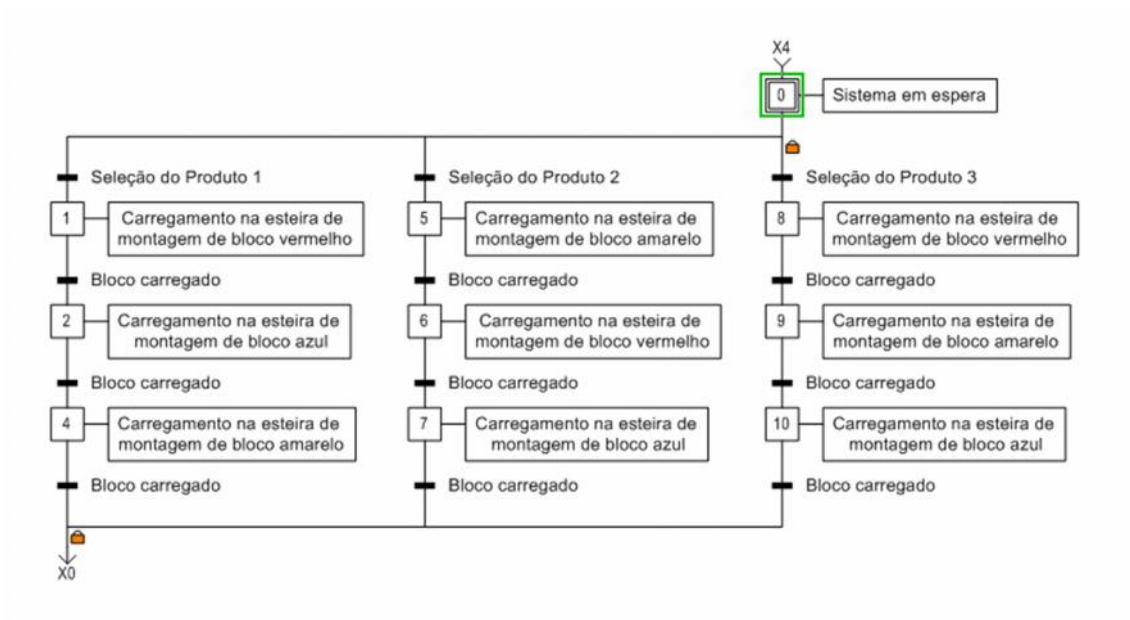 X4
0
Sistema em espera
Seleção do Produto 1
Seleção do Produto 2
Seleção do Produto 3
1
Carregamento na esteira de
montagem de bloco vermelho
5
Carregamento na esteira de
montagem de bloco amarelo
8
Carregamento na esteira de
montagem de bloco vermelho
Bloco carregado
Bloco carregado
Bloco carregado
2
Carregamento na esteira de
montagem de bloco azul
6
Carregamento na esteira de
montagem de bloco vermelho
9
Carregamento na esteira de
montagem de bloco amarelo
Bloco carregado
Bloco carregado
Bloco carregado
4
Carregamento na esteira de
montagem de bloco amarelo
7
Carregamento na esteira de
montagem de bloco azul
10
Carregamento na esteira de
montagem de bloco azul
Bloco carregado
Bloco carregado
Bloco carregado
X0